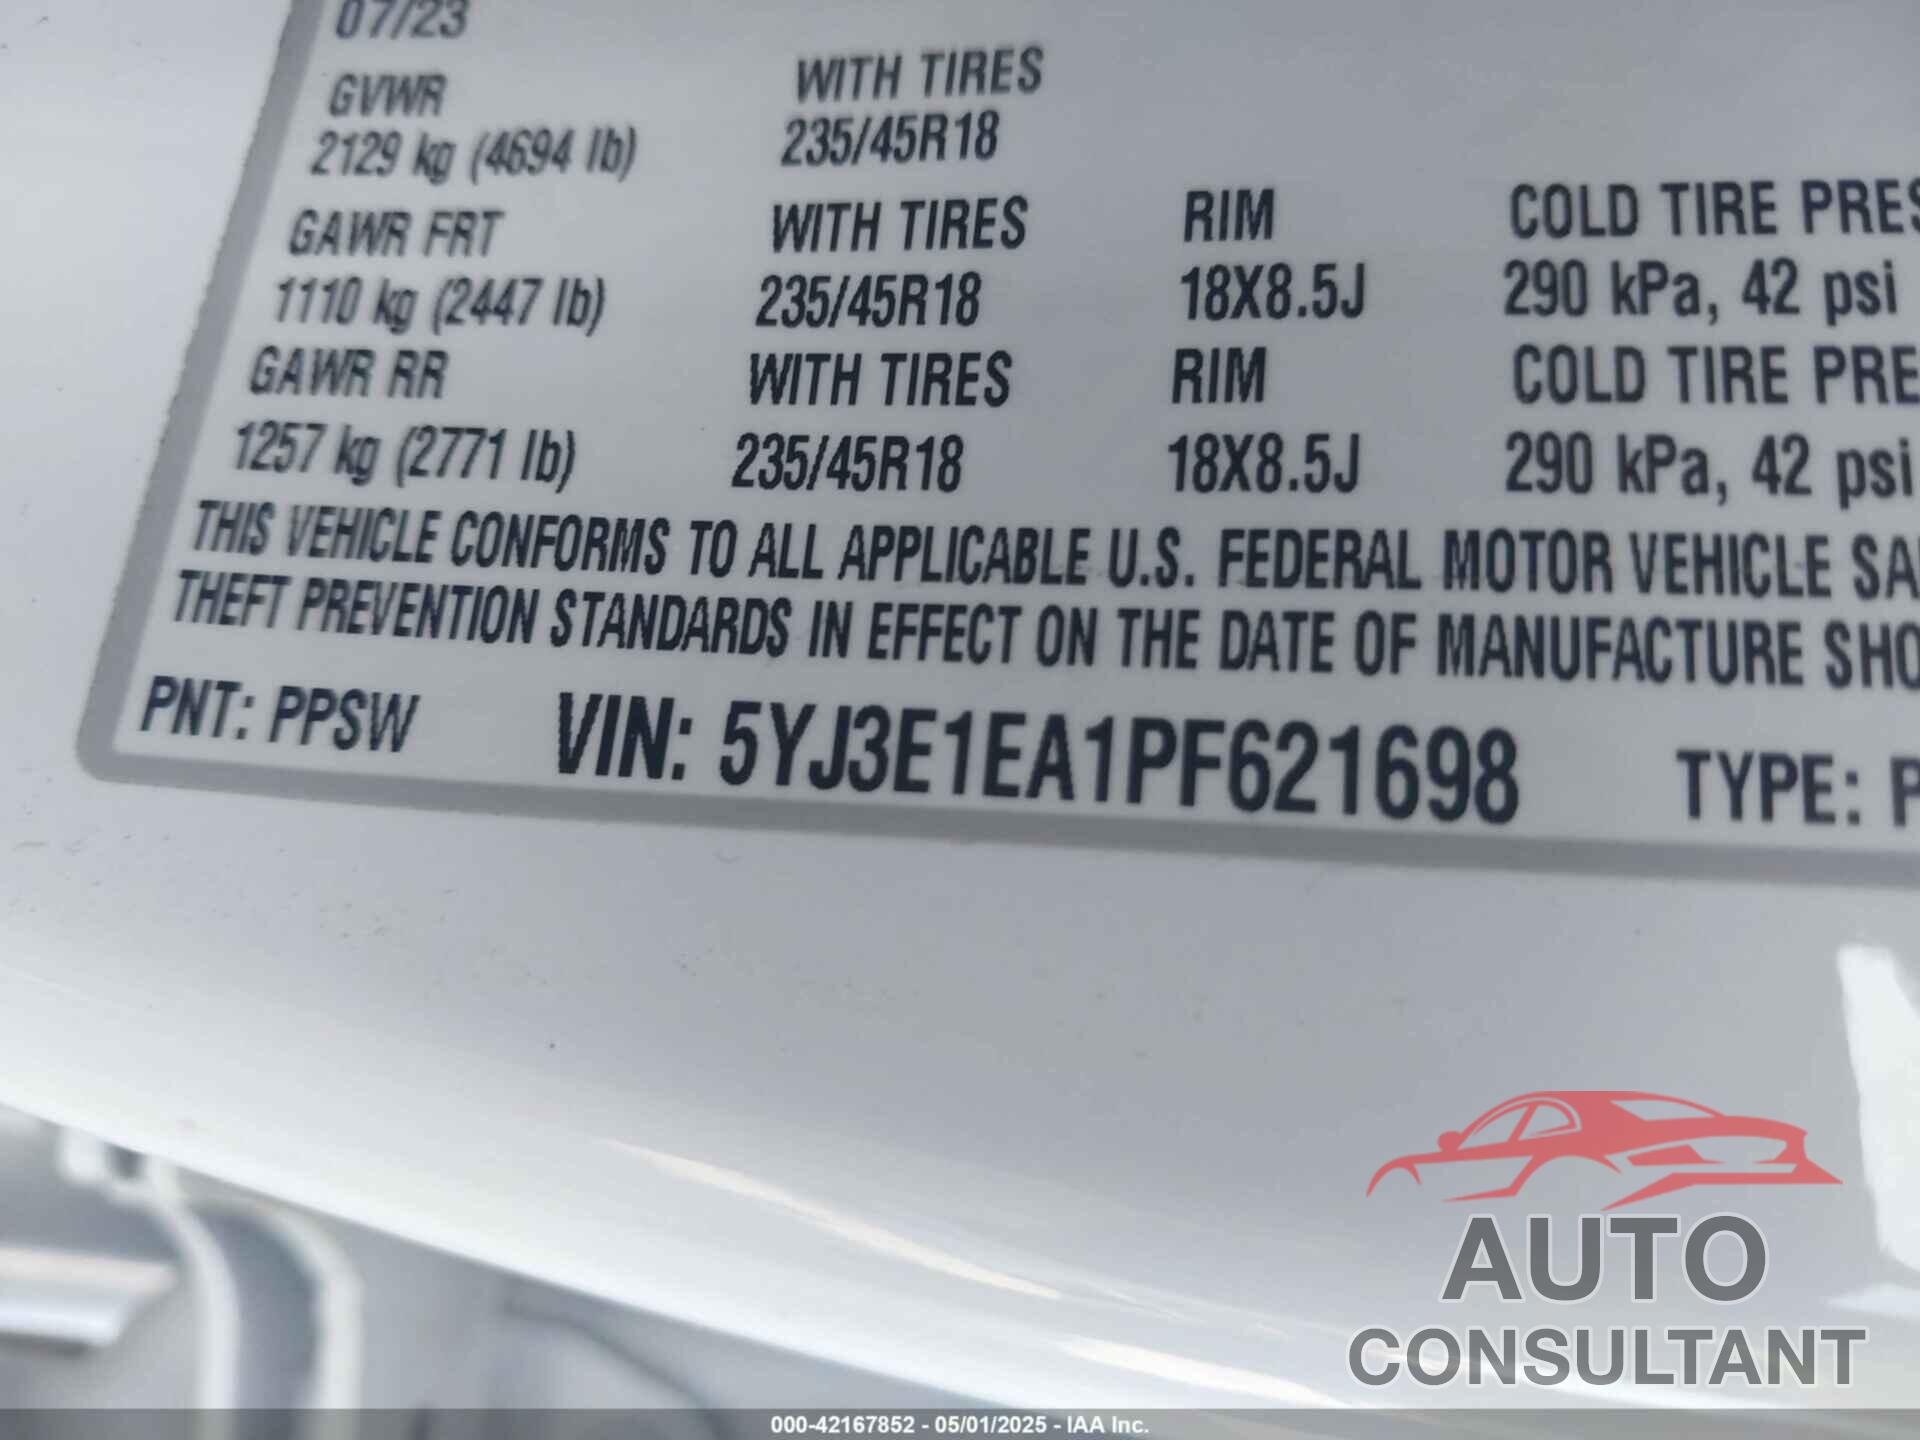 07/23
GVWR WITH TIRES
2129 kg (4694 lb) 235/45R18
GAWR FRT WITH TIRES RIM COLD TIRE PRES
1110 kg (2447 lb) 235/45R18 18X8.5J 290 kPa, 42 psi
GAWR RR WITH TIRES RIM COLD TIRE PRE
1257 kg (2771 lb) 235/45R18 18X8.5J 290 kPa, 42 psi
THIS VEHICLE CONFORMS TO ALL APPLICABLE U.S. FEDERAL MOTOR VEHICLE SA
THEFT PREVENTION STANDARDS IN EFFECT ON THE DATE OF MANUFACTURE SHO
PNT: PPSW VIN: 5YJ3E1EA1PF621698 TYPE: P
AUTO
CONSULTANT
000-42167852 - 05/01/2025 - IAA Inc.